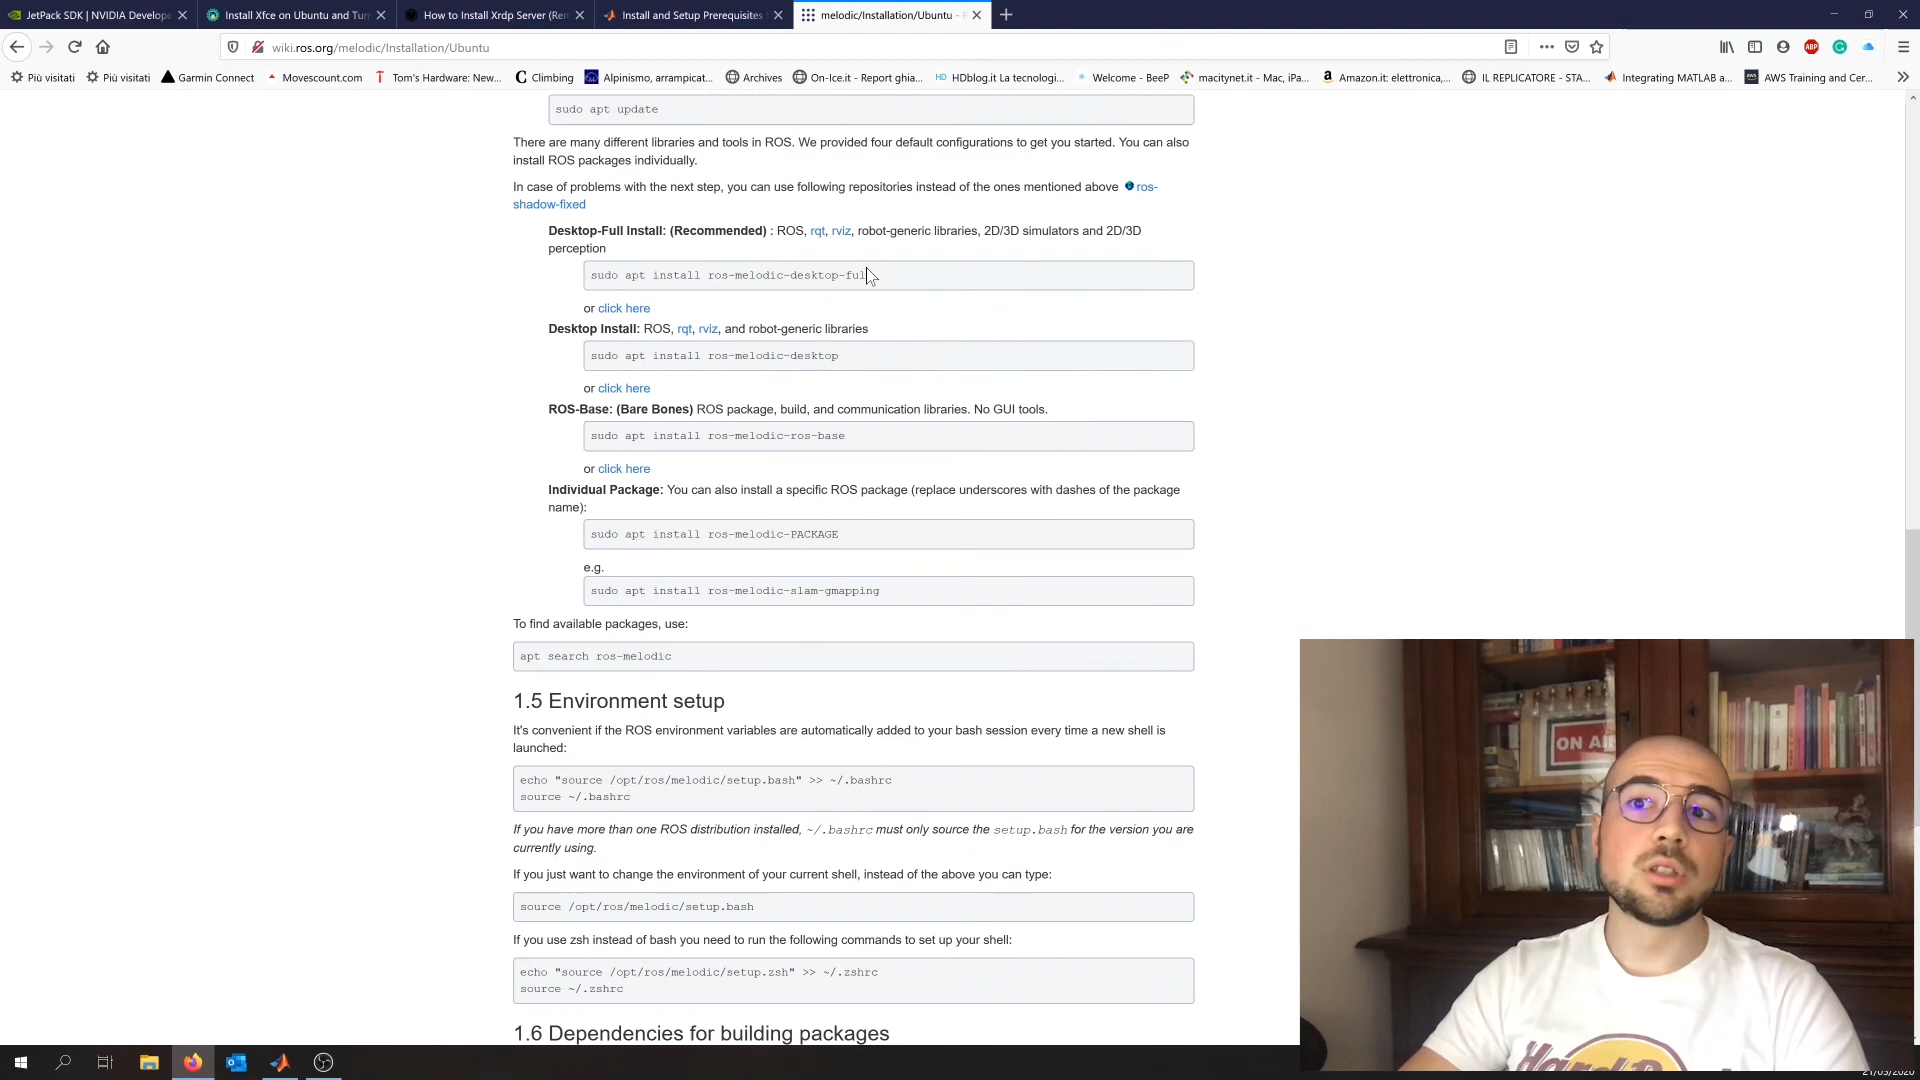 JetPack SDK | NVIDIA Develope
Install Xfce on Ubuntu and Tur
How to Install Xrdp Server (Rem
Install and Setup Prerequisites
melodic/Installation/Ubuntu -
wiki.ros.org/melodic/Installation/Ubuntu
Più visitati
Più visitati
Garmin Connect
Movescount.com
Tom's Hardware: New...
Climbing
Alpinismo, arrampicat...
Archives
On-Ice.it - Report ghia...
HDblog.it La tecnologi...
Welcome - BeeP
macitynet.it - Mac, iPa...
Amazon.it: elettronica,...
IL REPLICATORE - STA...
Integrating MATLAB a...
AWS Training and Cer...
sudo apt update
There are many different libraries and tools in ROS. We provided four default configurations to get you started. You can also
install ROS packages individually.
In case of problems with the next step, you can use following repositories instead of the ones mentioned above ros-
shadow-fixed
Desktop-Full Install: (Recommended) : ROS, rqt, rviz, robot-generic libraries, 2D/3D simulators and 2D/3D
perception
sudo apt install ros-melodic-desktop-full
or click here
Desktop Install: ROS, rqt, rviz, and robot-generic libraries
sudo apt install ros-melodic-desktop
or click here
ROS-Base: (Bare Bones) ROS package, build, and communication libraries. No GUI tools.
sudo apt install ros-melodic-ros-base
or click here
Individual Package: You can also install a specific ROS package (replace underscores with dashes of the package
name):
sudo apt install ros-melodic-PACKAGE
e.g.
sudo apt install ros-melodic-slam-gmapping
To find available packages, use:
apt search ros-melodic
1.5 Environment setup
It's convenient if the ROS environment variables are automatically added to your bash session every time a new shell is
launched:
echo "source /opt/ros/melodic/setup.bash" >> ~/.bashrc
source ~/.bashrc
If you have more than one ROS distribution installed, ~/.bashrc must only source the setup.bash for the version you are
currently using.
If you just want to change the environment of your current shell, instead of the above you can type:
source /opt/ros/melodic/setup.bash
If you use zsh instead of bash you need to run the following commands to set up your shell:
echo "source /opt/ros/melodic/setup.zsh" >> ~/.zshrc
source ~/.zshrc
1.6 Dependencies for building packages
ON AI